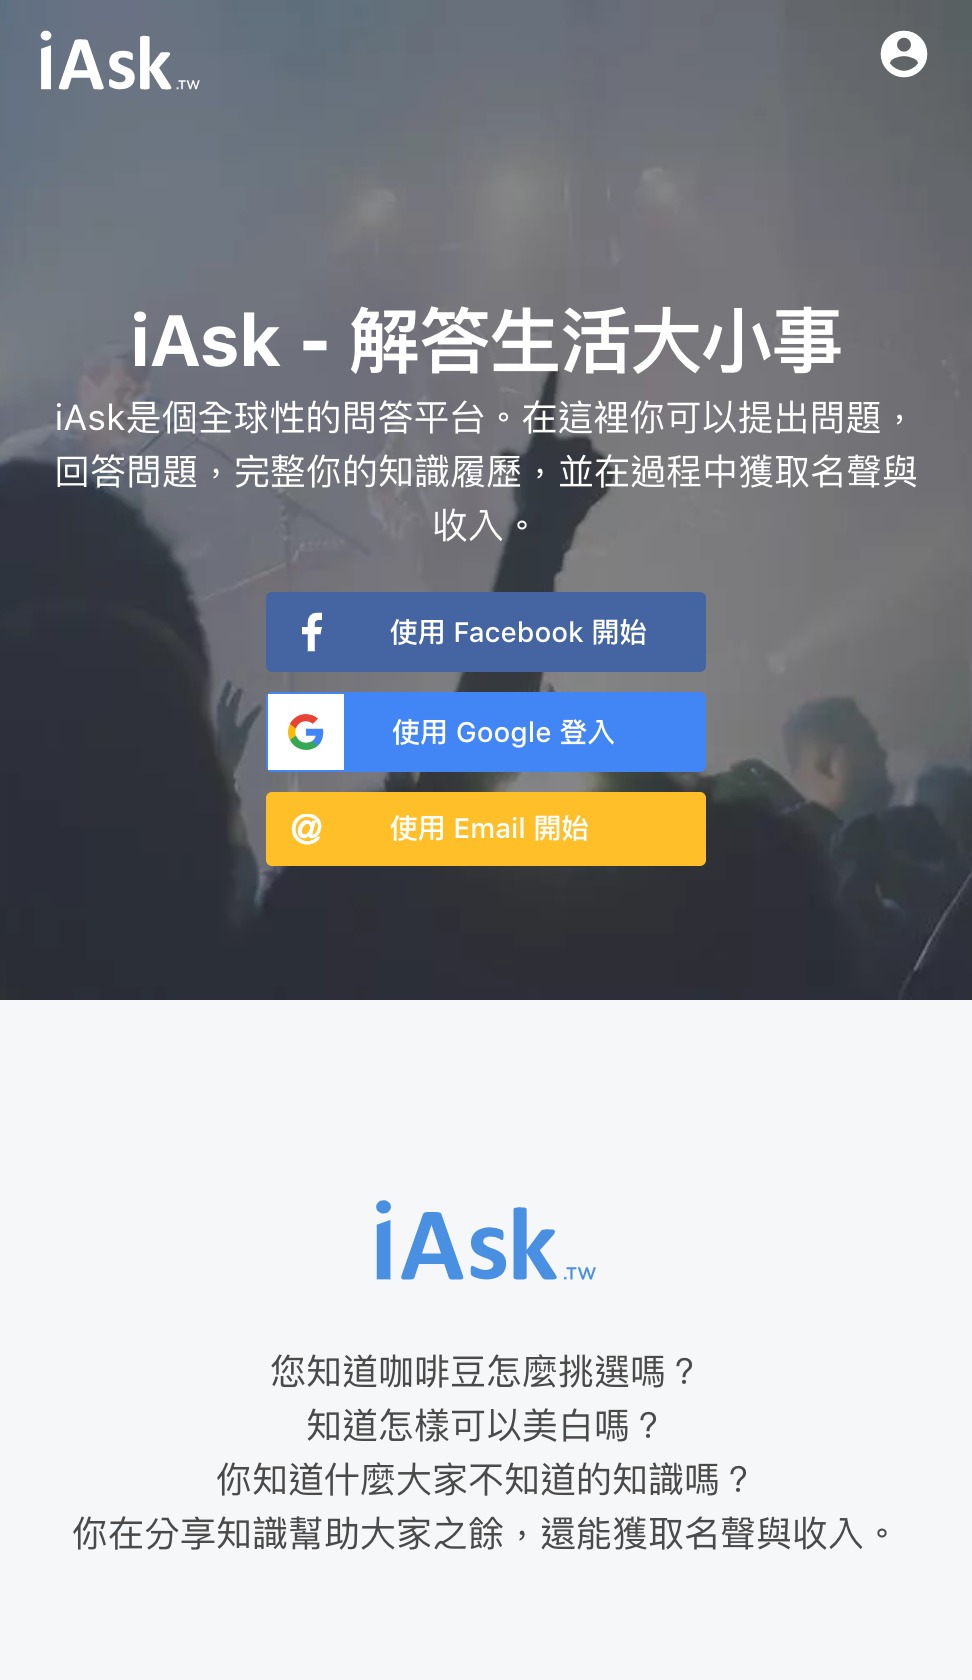 iAsk.TW
iAsk - 解答生活大小事
iAsk是個全球性的問答平台。在這裡你可以提出問題，
回答問題，完整你的知識履歷，並在過程中獲取名聲與
收入。
使用 Facebook 開始
使用 Google 登入
@ 使用 Email 開始
iAsk.TW
您知道咖啡豆怎麼挑選嗎？
知道怎樣可以美白嗎？
你知道什麼大家不知道的知識嗎？
你在分享知識幫助大家之餘，還能獲取名聲與收入。